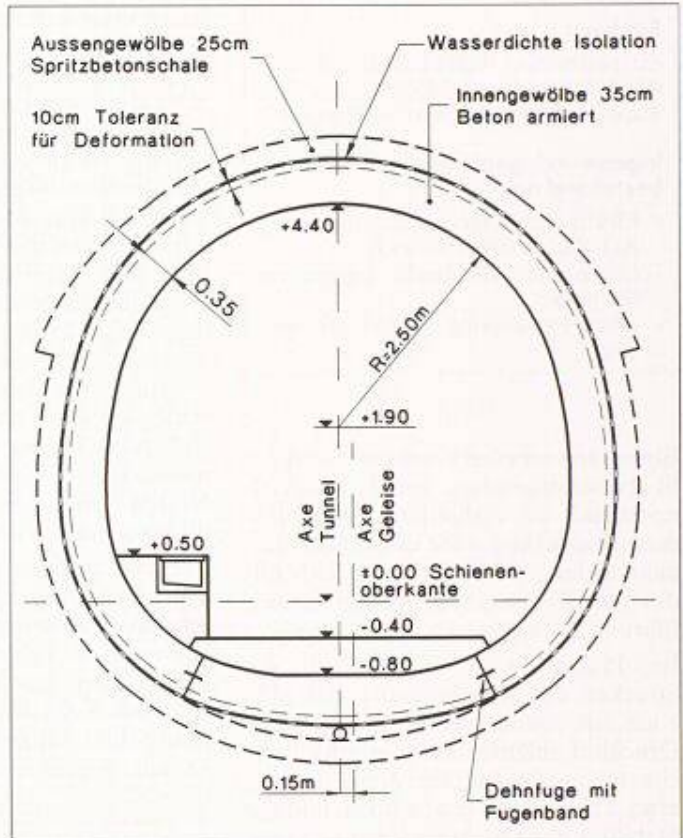 Aussengewölbe 25cm
Spritzbetonschale
Wasserdichte Isolation
10cm Toleranz
für Deformation
Innengewölbe 35cm
Beton armiert
+4.40
0.35
R=2.50m
+1.90
Axe
Tunnel
Axe
Geleise
+0.50
±0.00 Schienen-
oberkante
-0.40
-0.80
0.15m
Dehnfuge mit
Fugenband